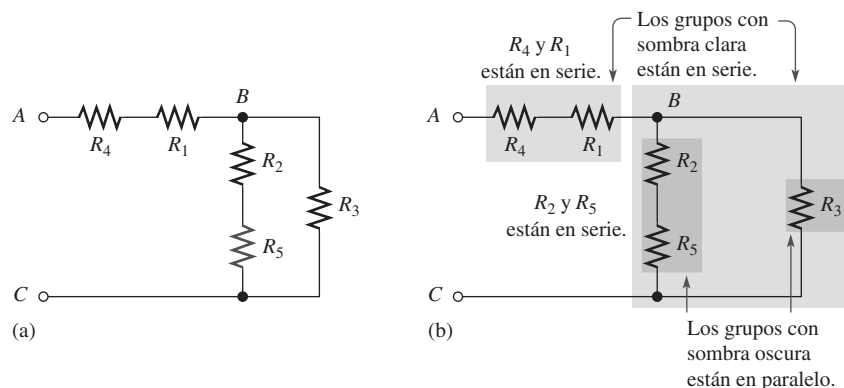 A
R4
R1
B
R2
R5
R3
C
(a)
R4 y R1
están en serie.
Los grupos con
sombra clara
están en serie.
A
R4
R1
B
R2
R3
R2 y R5
están en serie.
R5
C
(b)
Los grupos con
sombra oscura
están en paralelo.